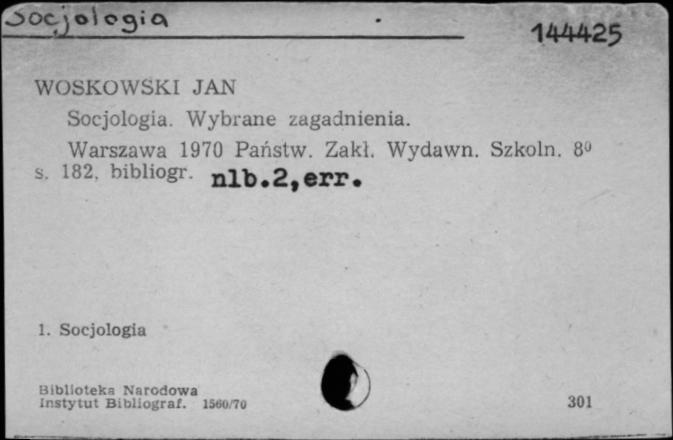 Socjologia
144425
WOSKOWSKI JAN
Socjologia. Wybrane zagadnienia.
Warszawa 1970 Państw. Zakł. Wydawn. Szkoln. 8⁰
s. 182, bibliogr. nlb.2,err.
1. Socjologia
Biblioteka Narodowa
Instytut Bibliograf. 1560/70
301